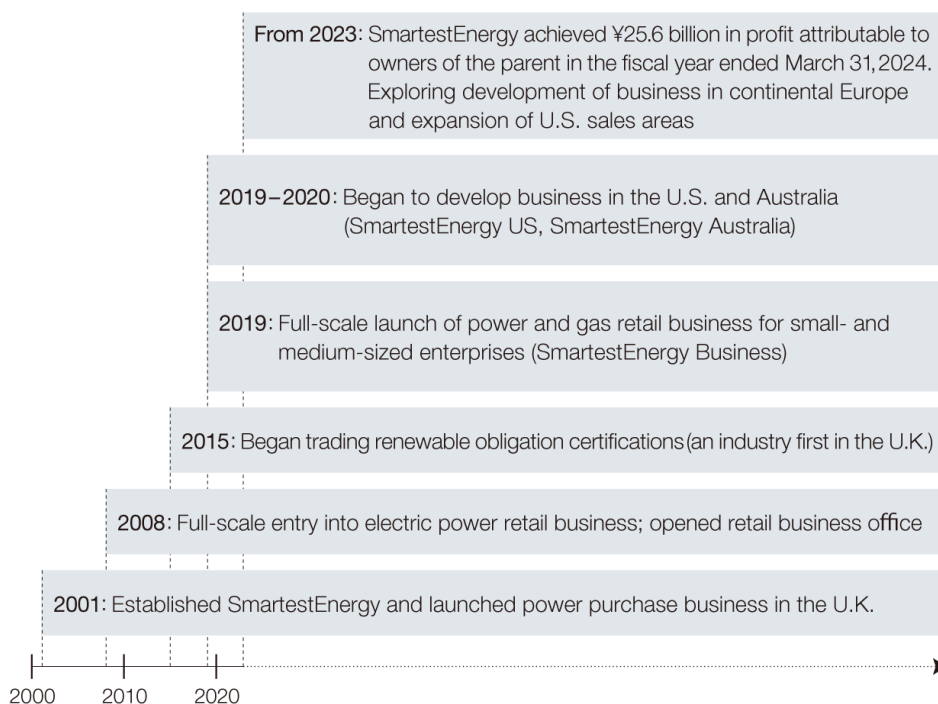 From 2023: SmartestEnergy achieved ¥25.6 billion in profit attributable to
owners of the parent in the fiscal year ended March 31, 2024.
Exploring development of business in continental Europe
and expansion of U.S. sales areas
2019–2020: Began to develop business in the U.S. and Australia
(SmartestEnergy US, SmartestEnergy Australia)
2019: Full-scale launch of power and gas retail business for small- and
medium-sized enterprises (SmartestEnergy Business)
2015: Began trading renewable obligation certifications (an industry first in the U.K.)
2008: Full-scale entry into electric power retail business; opened retail business office
2001: Established SmartestEnergy and launched power purchase business in the U.K.
2000 2010 2020